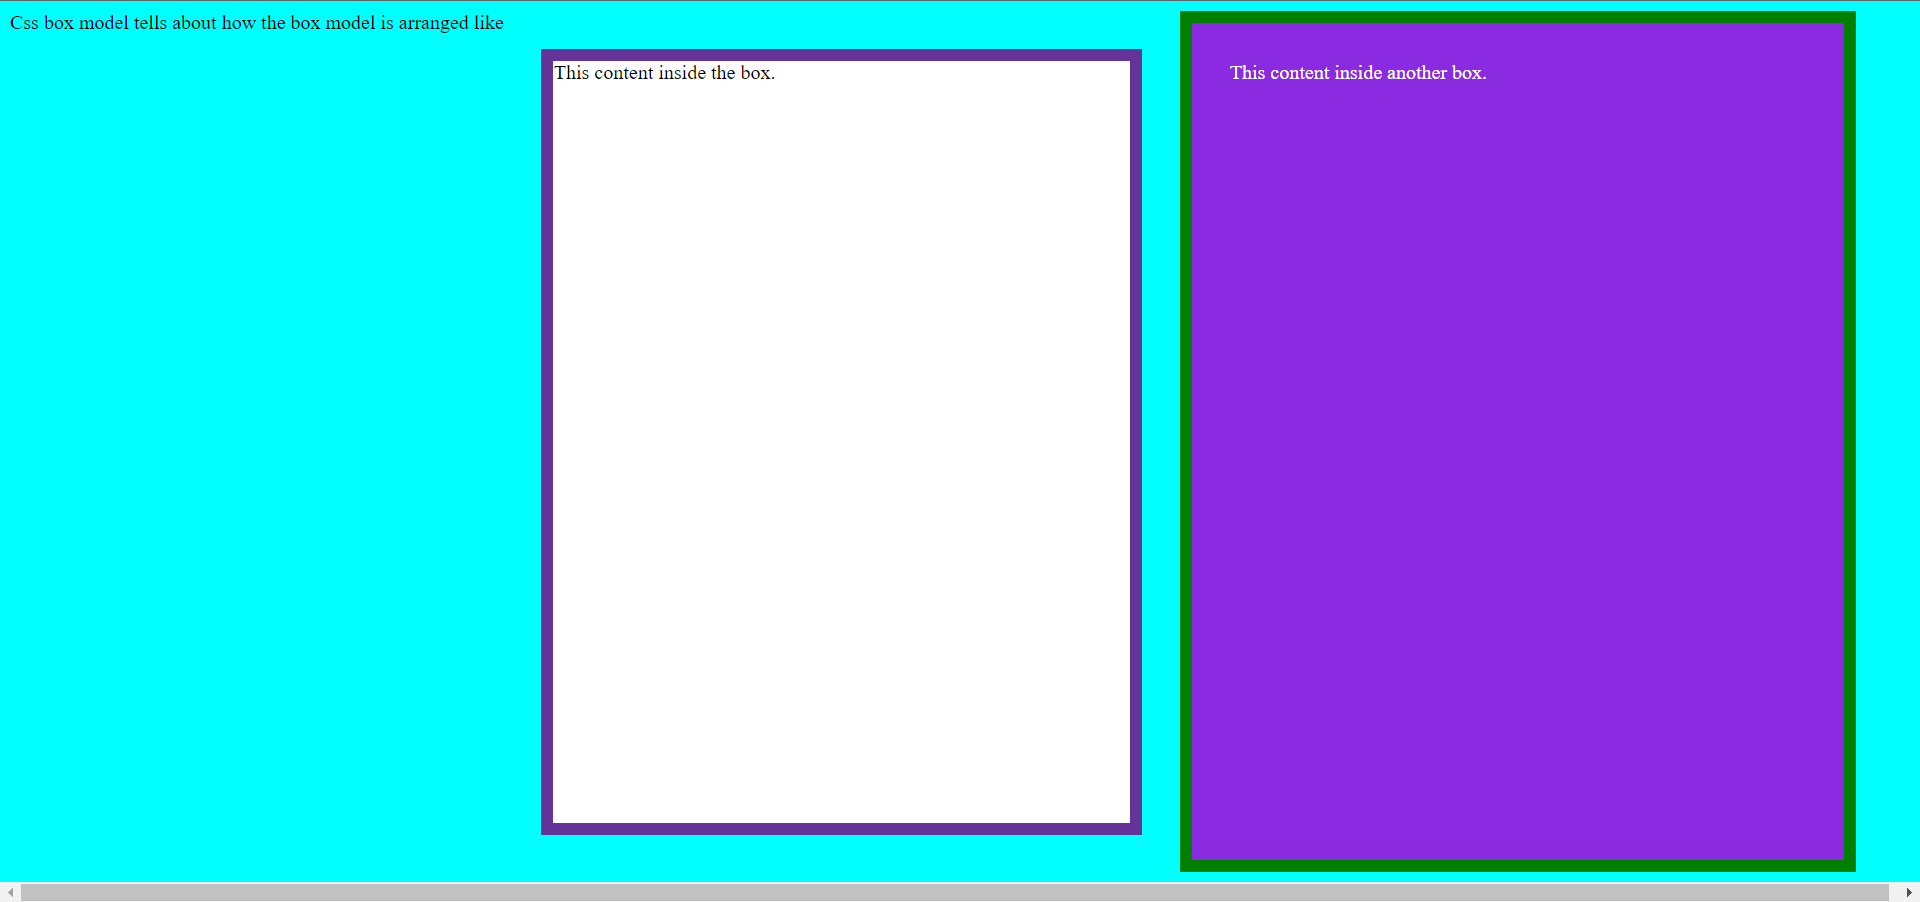 Css box model tells about how the box model is arranged like
This content inside the box.
This content inside another box.